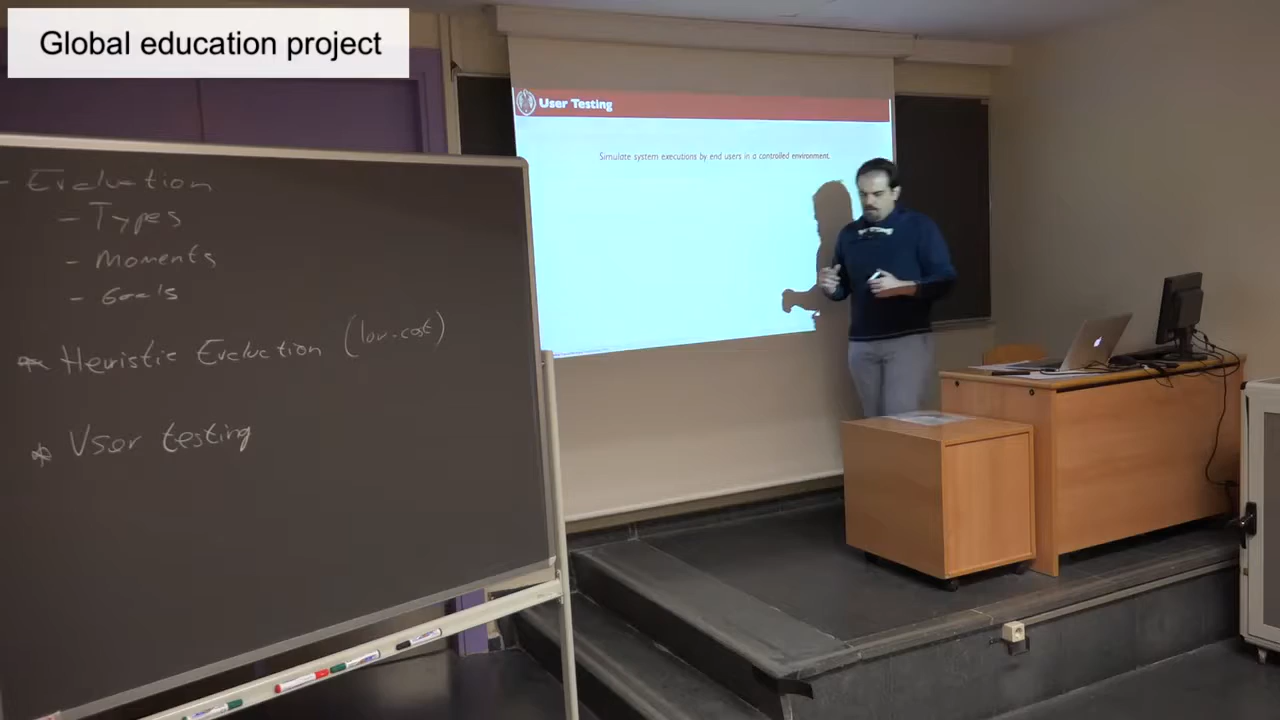 Global education project
User Testing
Simulate system executions by end users in a controlled environment.
- Evaluation
- Types
- Moments
- Goals
* Heuristic Evaluation (low-cost)
* User testing